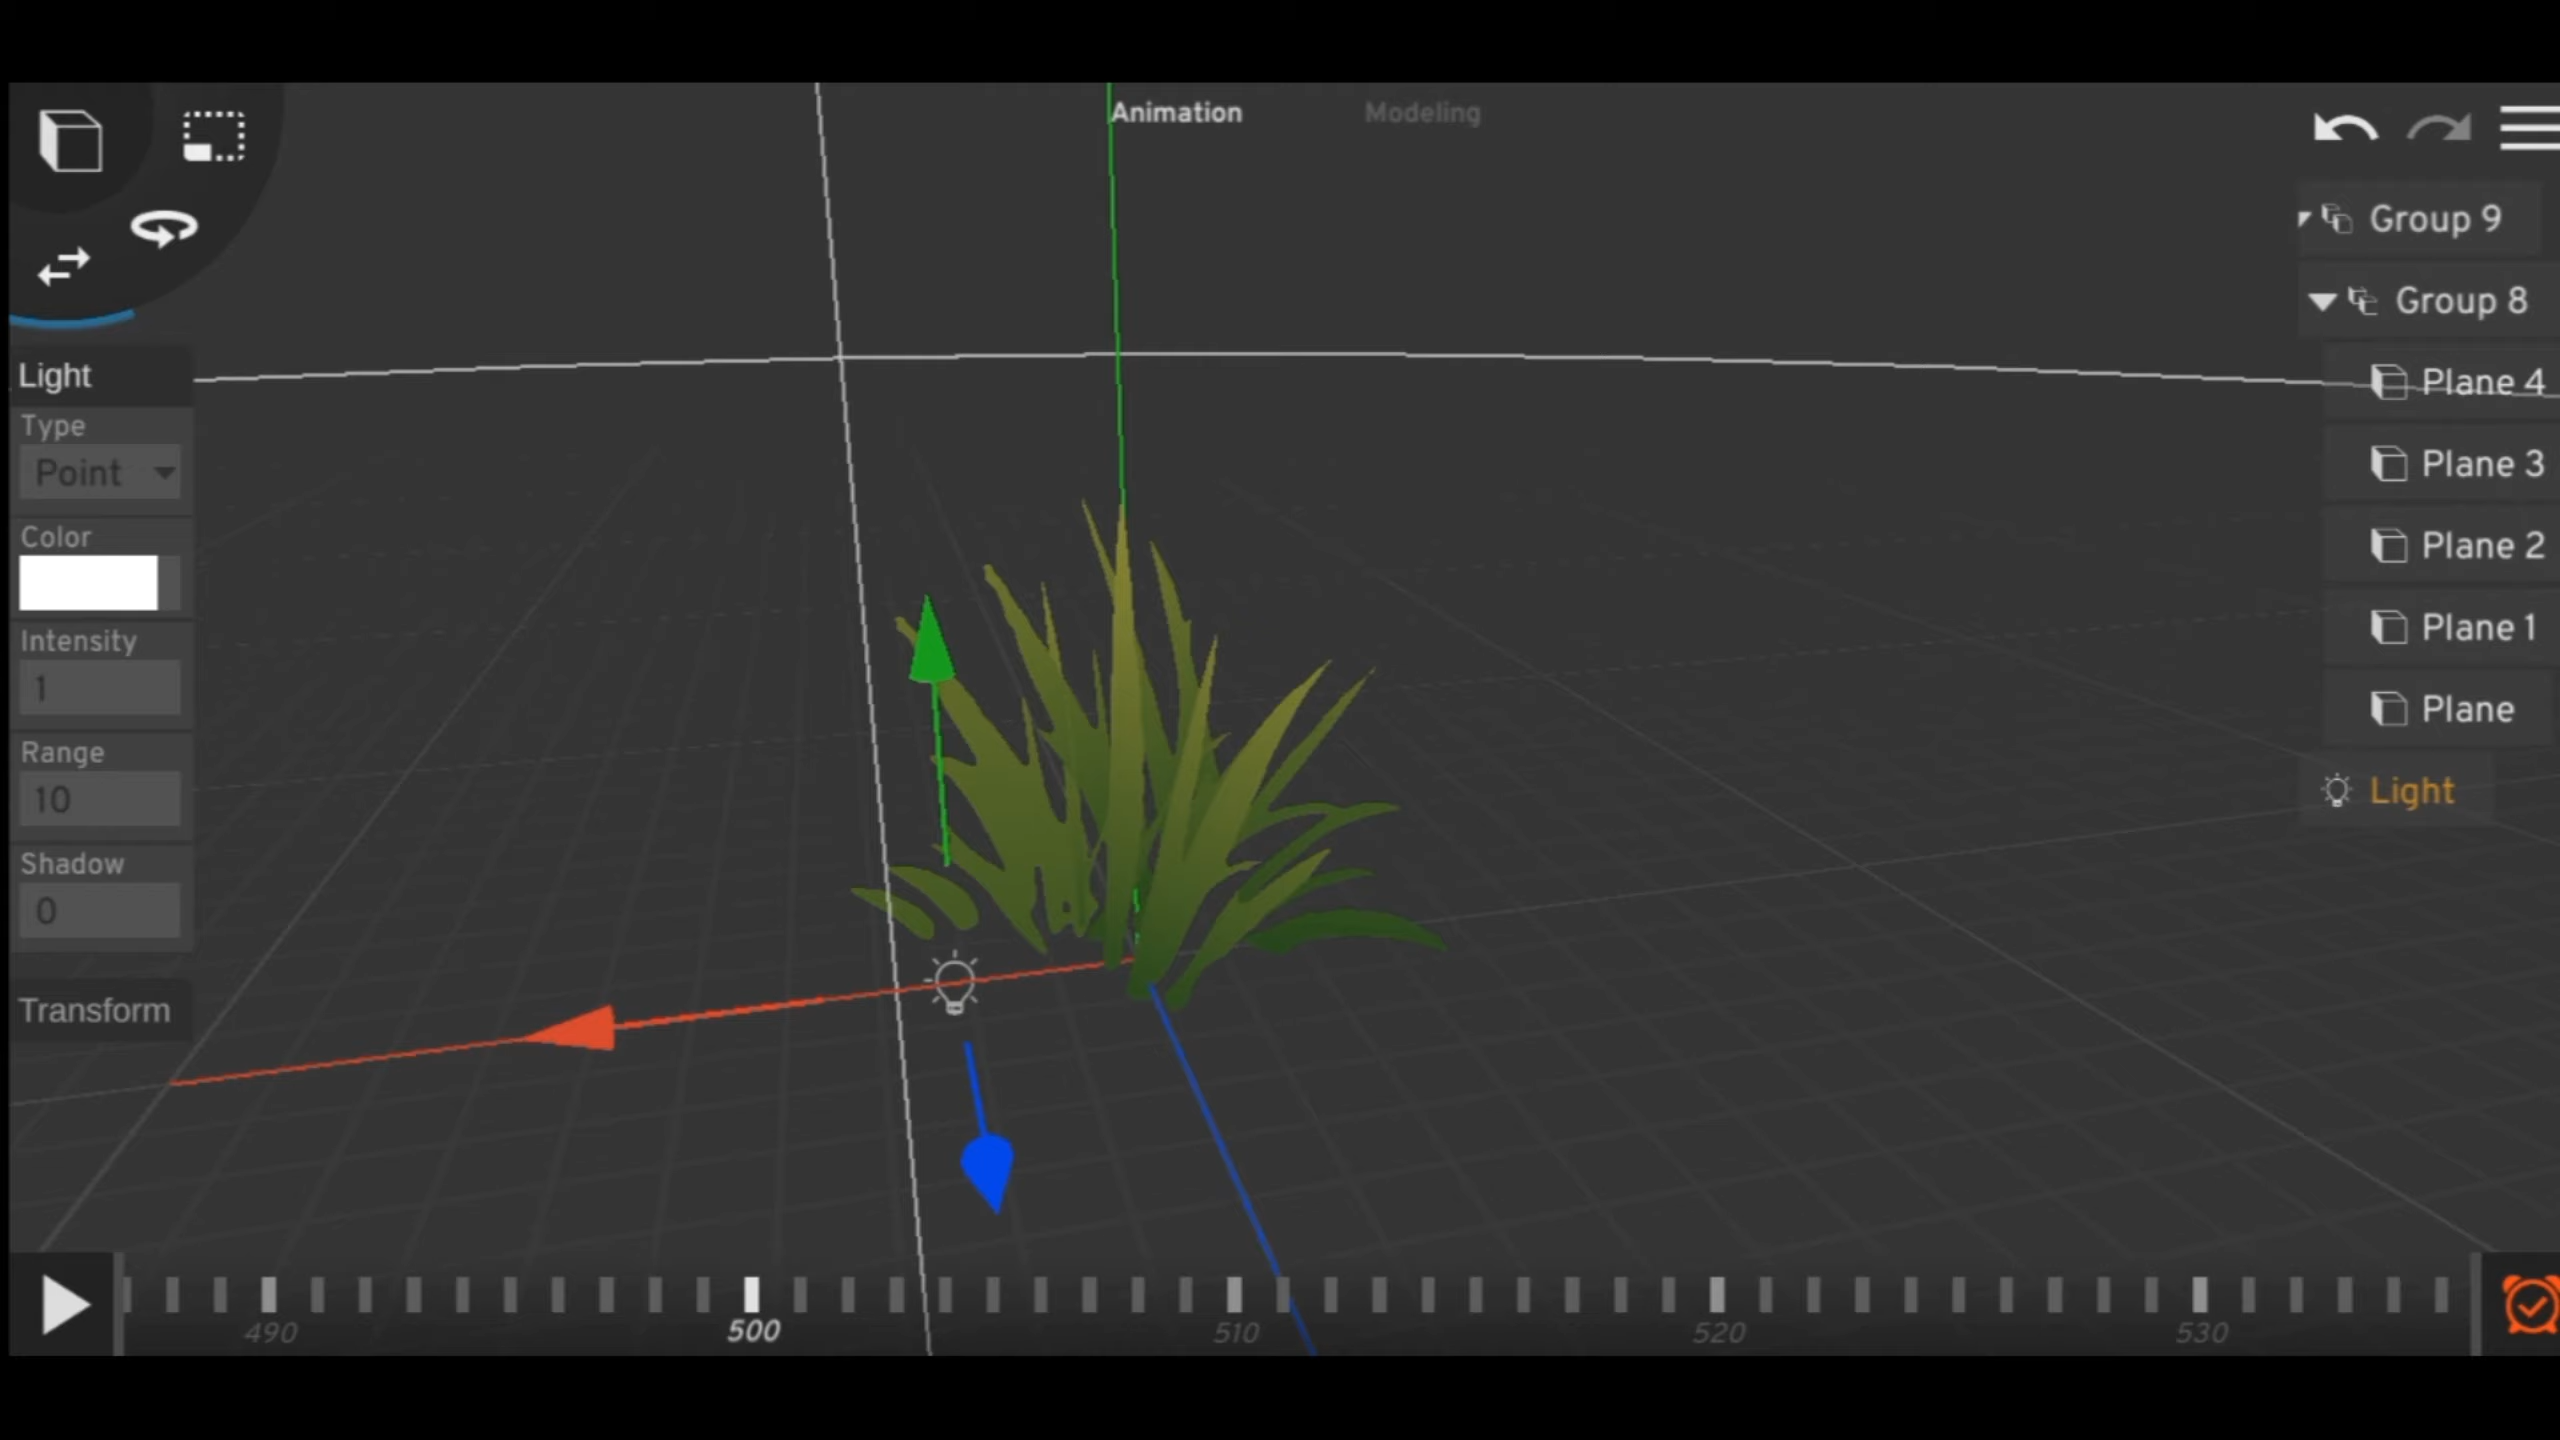 Animation
Modeling
Group 9
Group 8
Plane 4
Plane 3
Plane 2
Plane 1
Plane
Light
Light
Type
Point
Color
Intensity
1
Range
10
Shadow
0
Transform
490
500
510
520
530